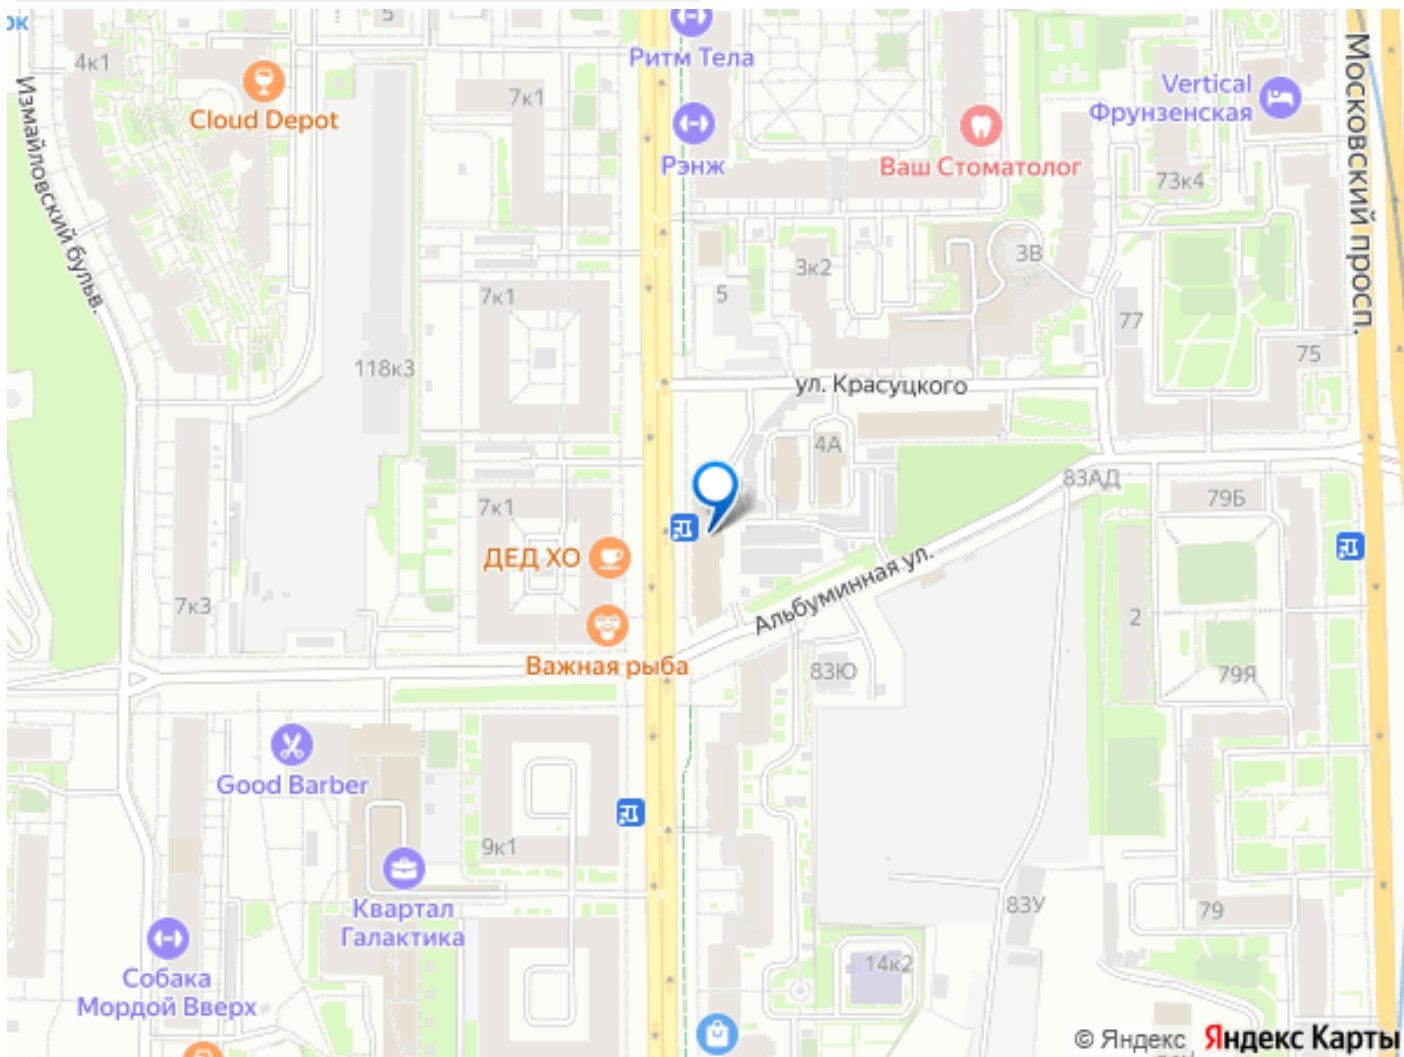 ок
5
Ритм Тела
4к1
Cloud Depot
7к1
Рэнж
Ваш Стоматолог
Vertical
Фрунзенская
Московский просп.
73к4
Измайловский бульв.
3к2
3В
5
7к1
77
75
118к3
ул. Красуцкого
4А
83АД
79Б
7к1
ДЕД ХО
Альбуминная ул.
7к3
2
Важная рыба
83Ю
79Я
Good Barber
9к1
Квартал
Галактика
83У
79
Собака
Мордой Вверх
14к2
© Яндекс Яндекс Карты